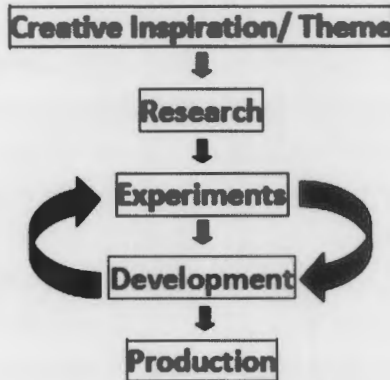 Creative Inspiration/ Theme
Research
Experiments
Development
Production